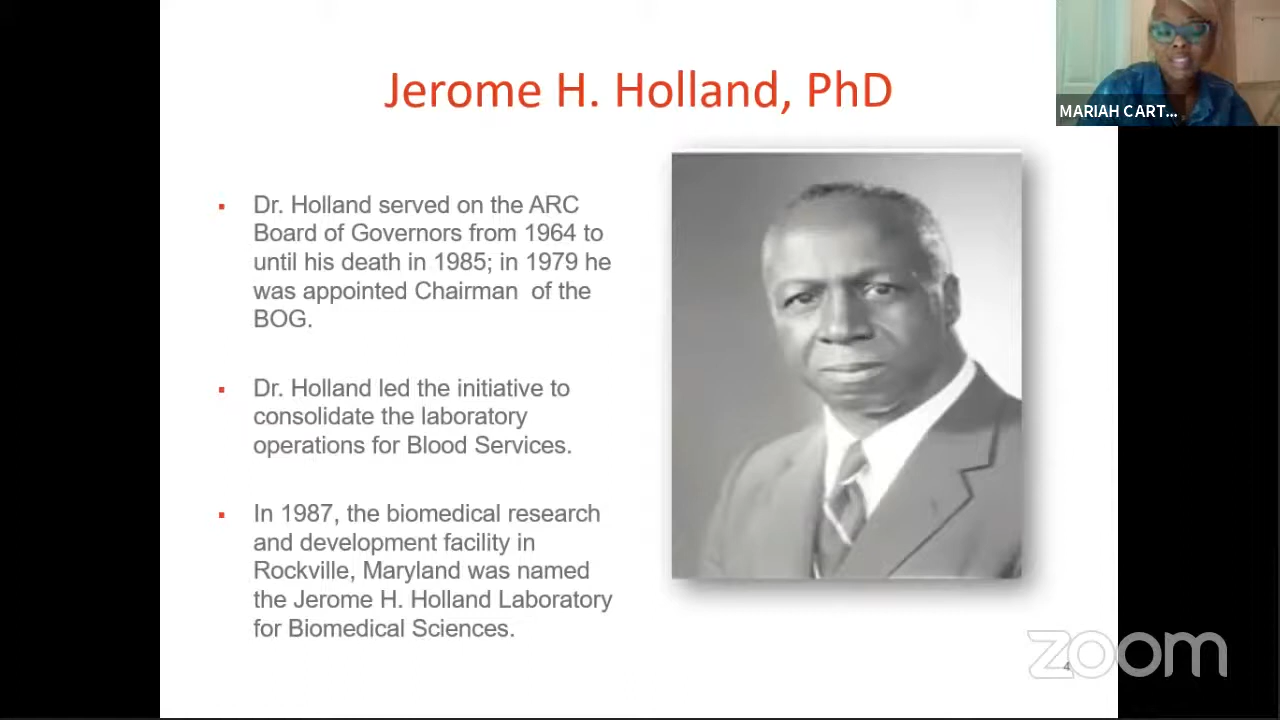 Jerome H. Holland, PhD
MARIAH CART...
▪ Dr. Holland served on the ARC
Board of Governors from 1964 to
until his death in 1985; in 1979 he
was appointed Chairman of the
BOG.
▪ Dr. Holland led the initiative to
consolidate the laboratory
operations for Blood Services.
▪ In 1987, the biomedical research
and development facility in
Rockville, Maryland was named
the Jerome H. Holland Laboratory
for Biomedical Sciences.
zoom
4